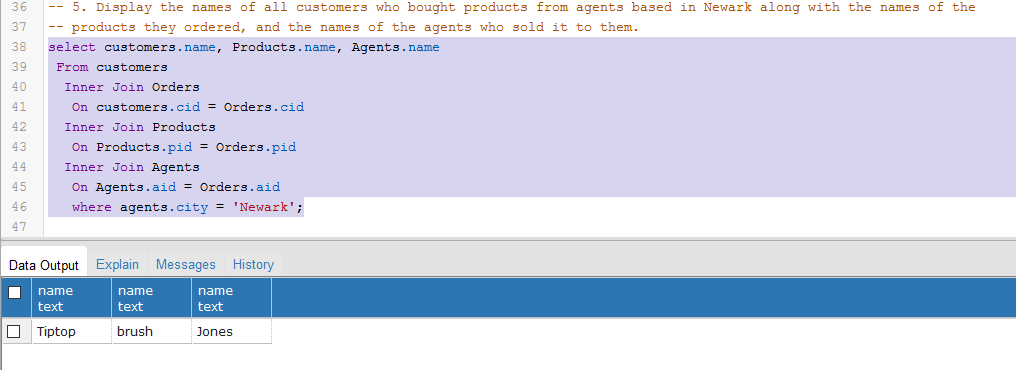 36 -- 5. Display the names of all customers who bought products from agents based in Newark along with the names of the
37 -- products they ordered, and the names of the agents who sold it to them.
38 select customers.name, Products.name, Agents.name
39 From customers
40 Inner Join Orders
41 On customers.cid = Orders.cid
42 Inner Join Products
43 On Products.pid = Orders.pid
44 Inner Join Agents
45 On Agents.aid = Orders.aid
46 where agents.city = 'Newark';
47
Data Output Explain Messages History
name name name
text text text
Tiptop brush Jones